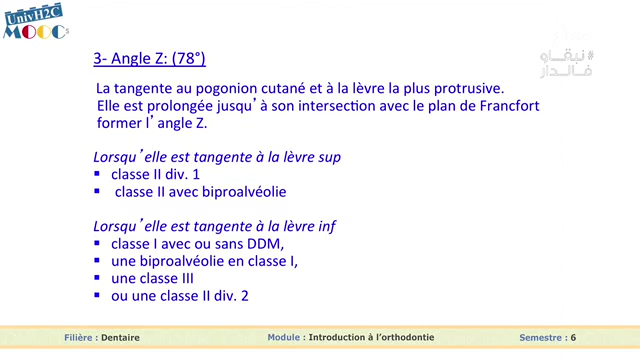 UnivH2C
MOOCs
#نبقاو
فالدار
3- Angle Z: (78°)
La tangente au pogonion cutané et à la lèvre la plus protrusive.
Elle est prolongée jusqu’à son intersection avec le plan de Francfort
former l’angle Z.
Lorsqu’elle est tangente à la lèvre sup
▪ classe II div. 1
▪ classe II avec biproalvéolie
Lorsqu’elle est tangente à la lèvre inf
▪ classe I avec ou sans DDM,
▪ une biproalvéolie en classe I,
▪ une classe III
▪ ou une classe II div. 2
Filière : Dentaire
Module : Introduction à l’orthodontie
Semestre : 6